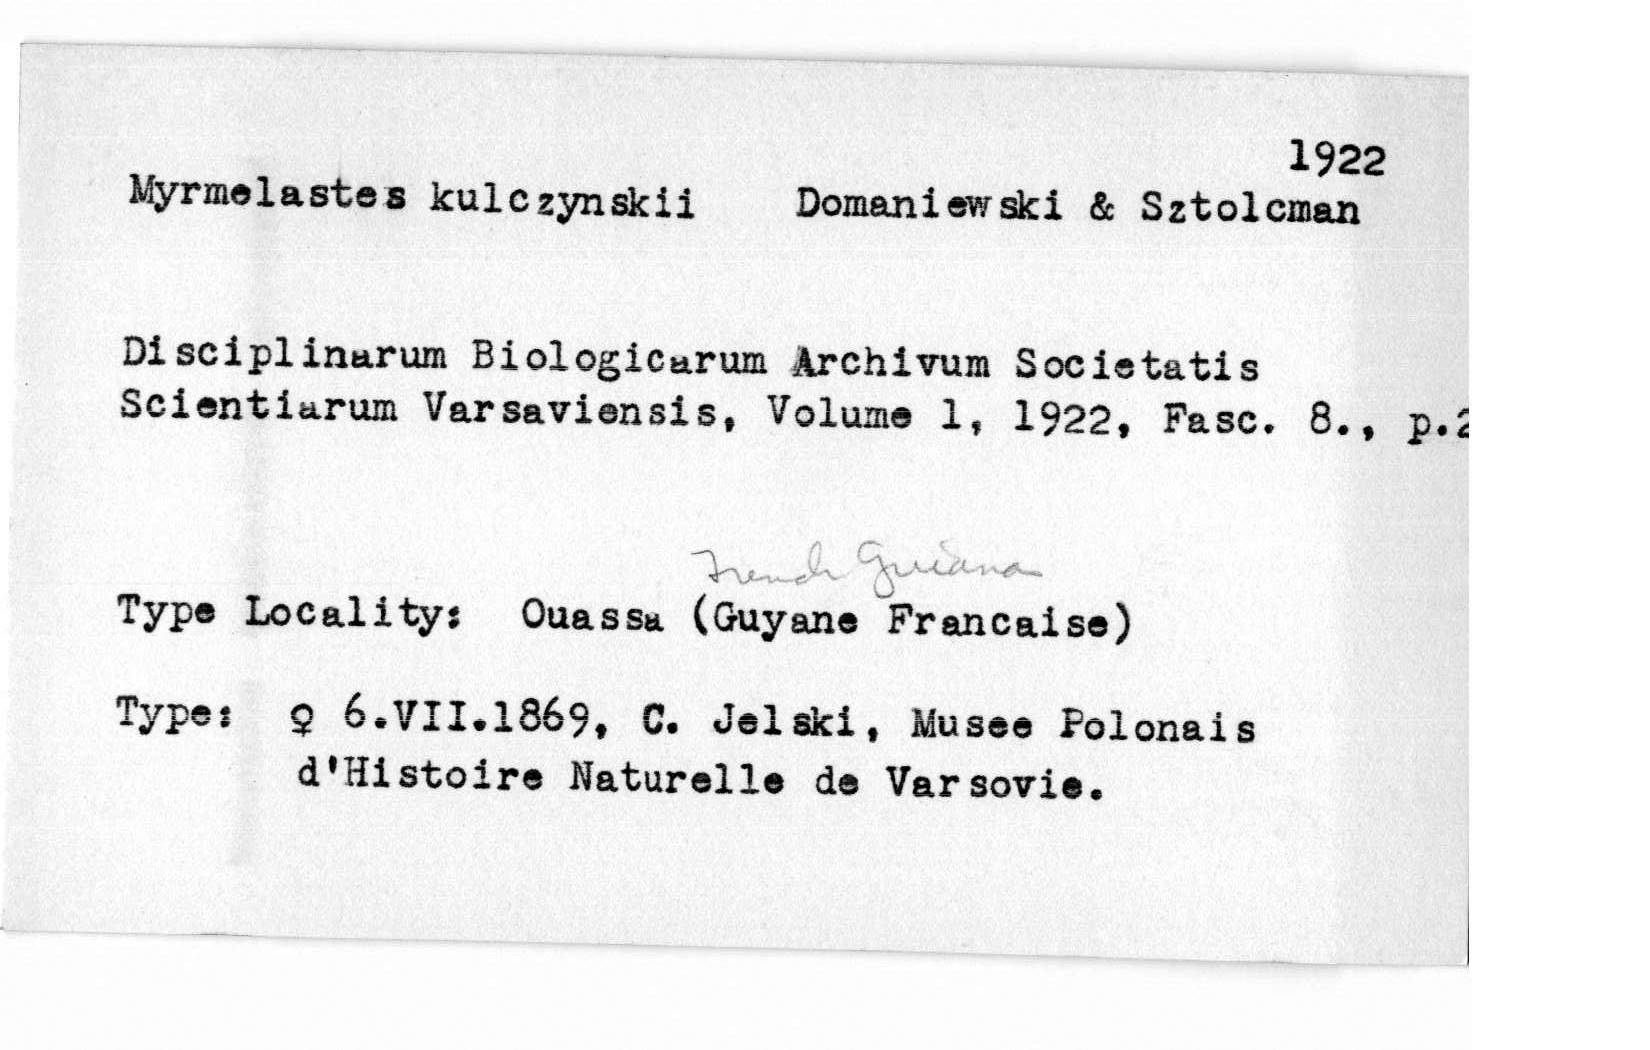 1922
Myrmelastes kulczynskii Domaniewski & Sztolcman
Disciplinarum Biologicarum Archivum Societatis
Scientiarum Varsaviensis, Volume 1, 1922, Fasc. 8., p.2
French Guiana
Type Locality: Ouassa (Guyane Francaise)
Type: ♀ 6.VII.1869, C. Jelski, Musee Polonais
d'Histoire Naturelle de Varsovie.